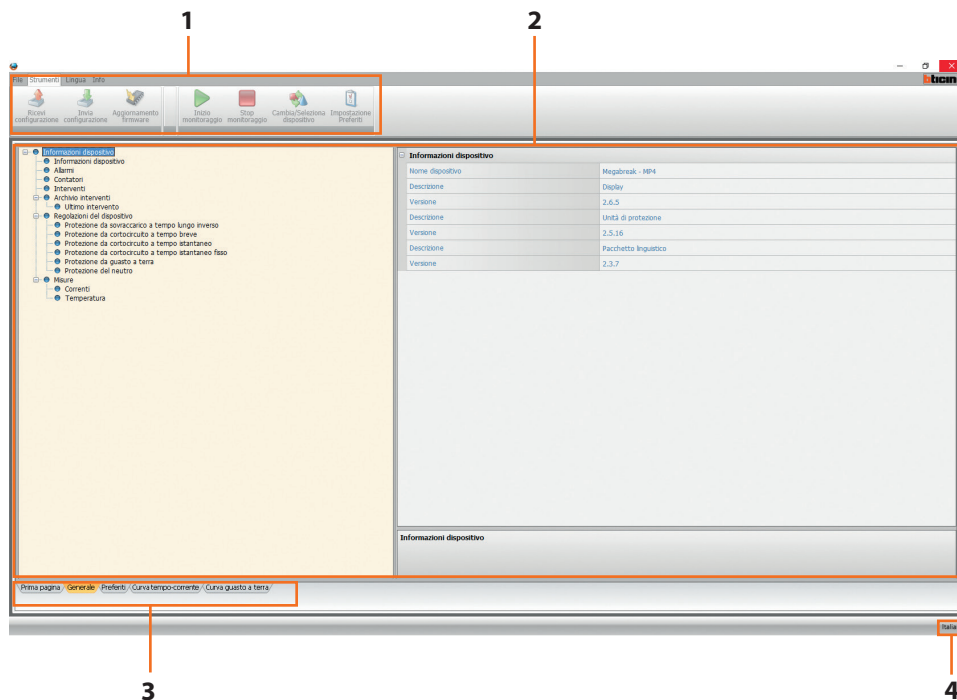 1
2
File Strumenti Lingua Info
bticin
Ricevi configurazione
Invia configurazione
Aggiornamento firmware
Inizio monitoraggio
Stop monitoraggio
Cambia/Seleziona dispositivo
Impostazione Preferiti
Informazioni dispositivo
Informazioni dispositivo
Allarmi
Contatori
Interventi
Archivio interventi
Ultimo intervento
Regolazioni del dispositivo
Protezione da sovraccarico a tempo lungo inverso
Protezione da cortocircuito a tempo breve
Protezione da cortocircuito a tempo istantaneo
Protezione da cortocircuito a tempo istantaneo fisso
Protezione da guasto a terra
Protezione del neutro
Misure
Correnti
Temperatura
Informazioni dispositivo
Nome dispositivo Megabreak - MP4
Descrizione Display
Versione 2.6.5
Descrizione Unità di protezione
Versione 2.5.16
Descrizione Pacchetto linguistico
Versione 2.3.7
Informazioni dispositivo
Prima pagina Generale Preferiti Curva tempo-corrente Curva guasto a terra
Italia
3
4